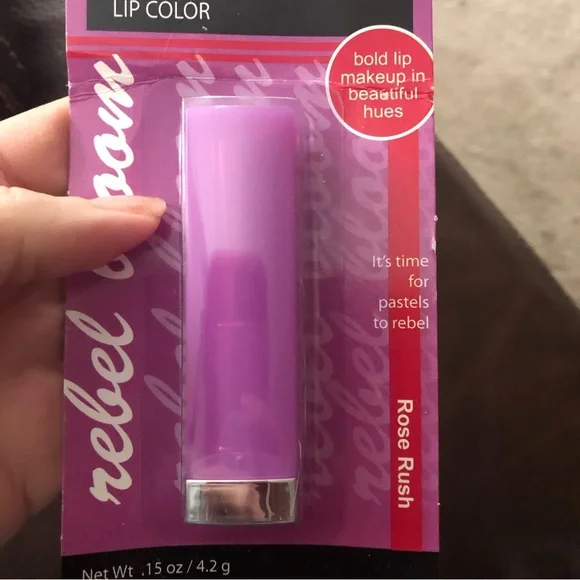 LIP COLOR
bold lip
makeup in
beautiful
hues
rebel bloom
It's time
for
pastels
to rebel
Rose Rush
Net Wt .15 oz / 4.2 g